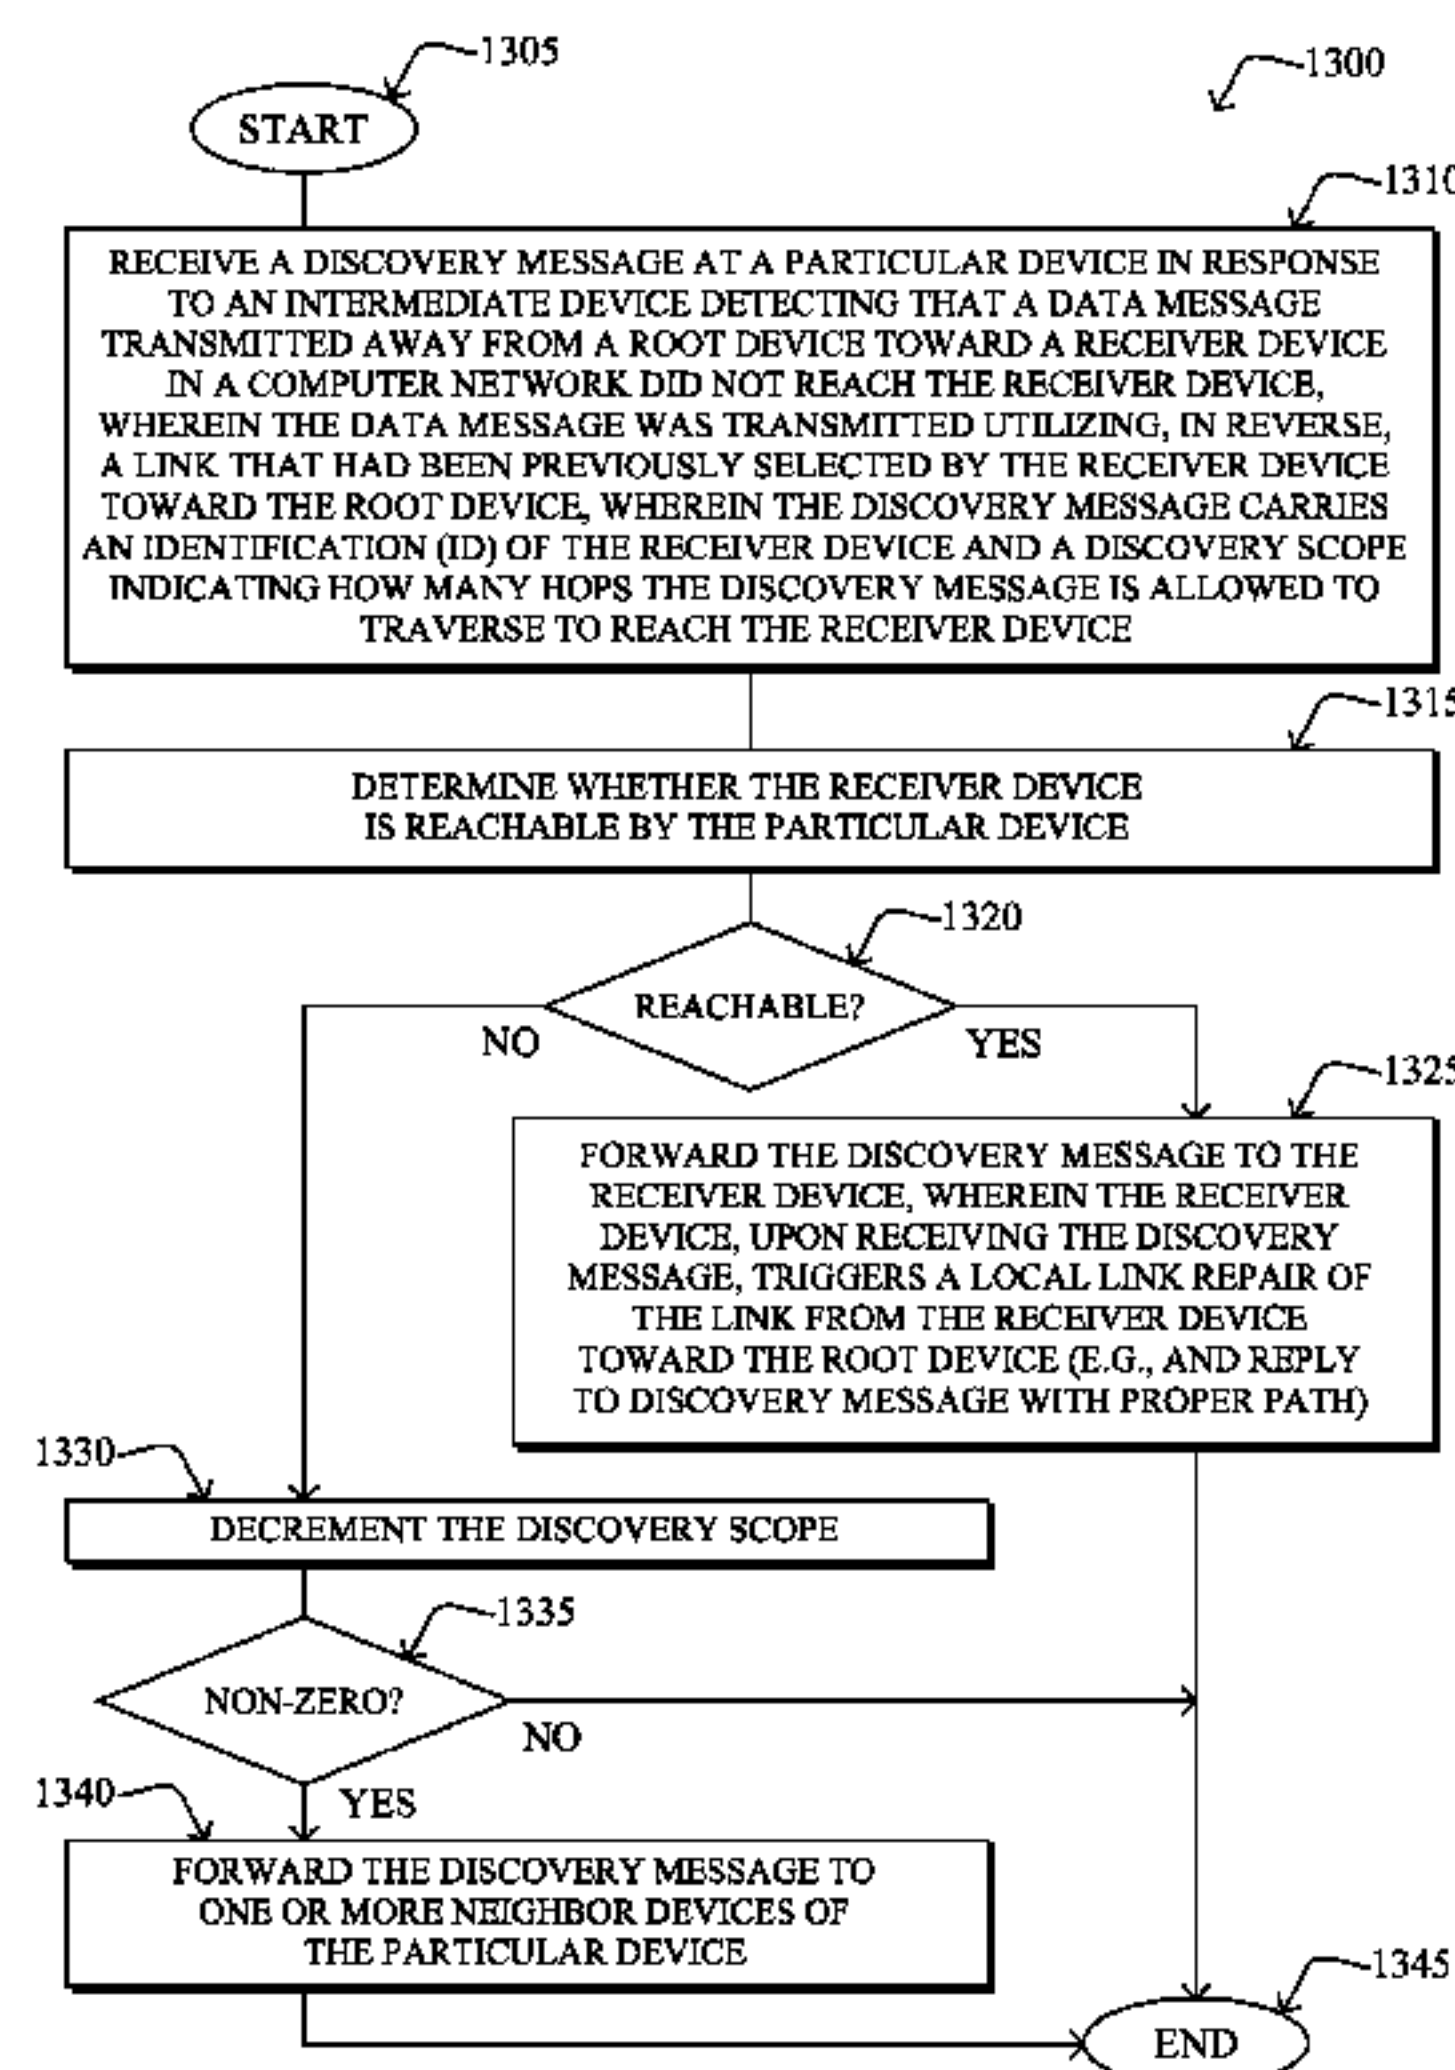 1305
1300
START
1310
RECEIVE A DISCOVERY MESSAGE AT A PARTICULAR DEVICE IN RESPONSE
TO AN INTERMEDIATE DEVICE DETECTING THAT A DATA MESSAGE
TRANSMITTED AWAY FROM A ROOT DEVICE TOWARD A RECEIVER DEVICE
IN A COMPUTER NETWORK DID NOT REACH THE RECEIVER DEVICE,
WHEREIN THE DATA MESSAGE WAS TRANSMITTED UTILIZING, IN REVERSE,
A LINK THAT HAD BEEN PREVIOUSLY SELECTED BY THE RECEIVER DEVICE
TOWARD THE ROOT DEVICE, WHEREIN THE DISCOVERY MESSAGE CARRIES
AN IDENTIFICATION (ID) OF THE RECEIVER DEVICE AND A DISCOVERY SCOPE
INDICATING HOW MANY HOPS THE DISCOVERY MESSAGE IS ALLOWED TO
TRAVERSE TO REACH THE RECEIVER DEVICE
1315
DETERMINE WHETHER THE RECEIVER DEVICE
IS REACHABLE BY THE PARTICULAR DEVICE
1320
REACHABLE?
NO
YES
1325
FORWARD THE DISCOVERY MESSAGE TO THE
RECEIVER DEVICE, WHEREIN THE RECEIVER
DEVICE, UPON RECEIVING THE DISCOVERY
MESSAGE, TRIGGERS A LOCAL LINK REPAIR OF
THE LINK FROM THE RECEIVER DEVICE
TOWARD THE ROOT DEVICE (E.G., AND REPLY
TO DISCOVERY MESSAGE WITH PROPER PATH)
1330
DECREMENT THE DISCOVERY SCOPE
1335
NON-ZERO?
NO
YES
1340
FORWARD THE DISCOVERY MESSAGE TO
ONE OR MORE NEIGHBOR DEVICES OF
THE PARTICULAR DEVICE
1345
END